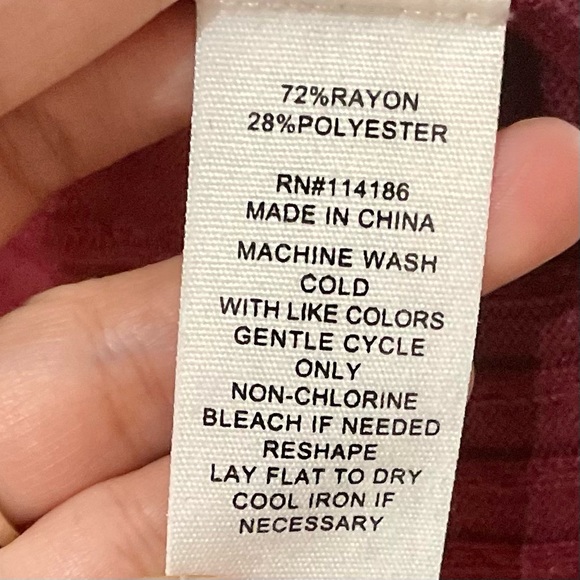 72%RAYON
28%POLYESTER
RN#114186
MADE IN CHINA
MACHINE WASH
COLD
WITH LIKE COLORS
GENTLE CYCLE
ONLY
NON-CHLORINE
BLEACH IF NEEDED
RESHAPE
LAY FLAT TO DRY
COOL IRON IF
NECESSARY